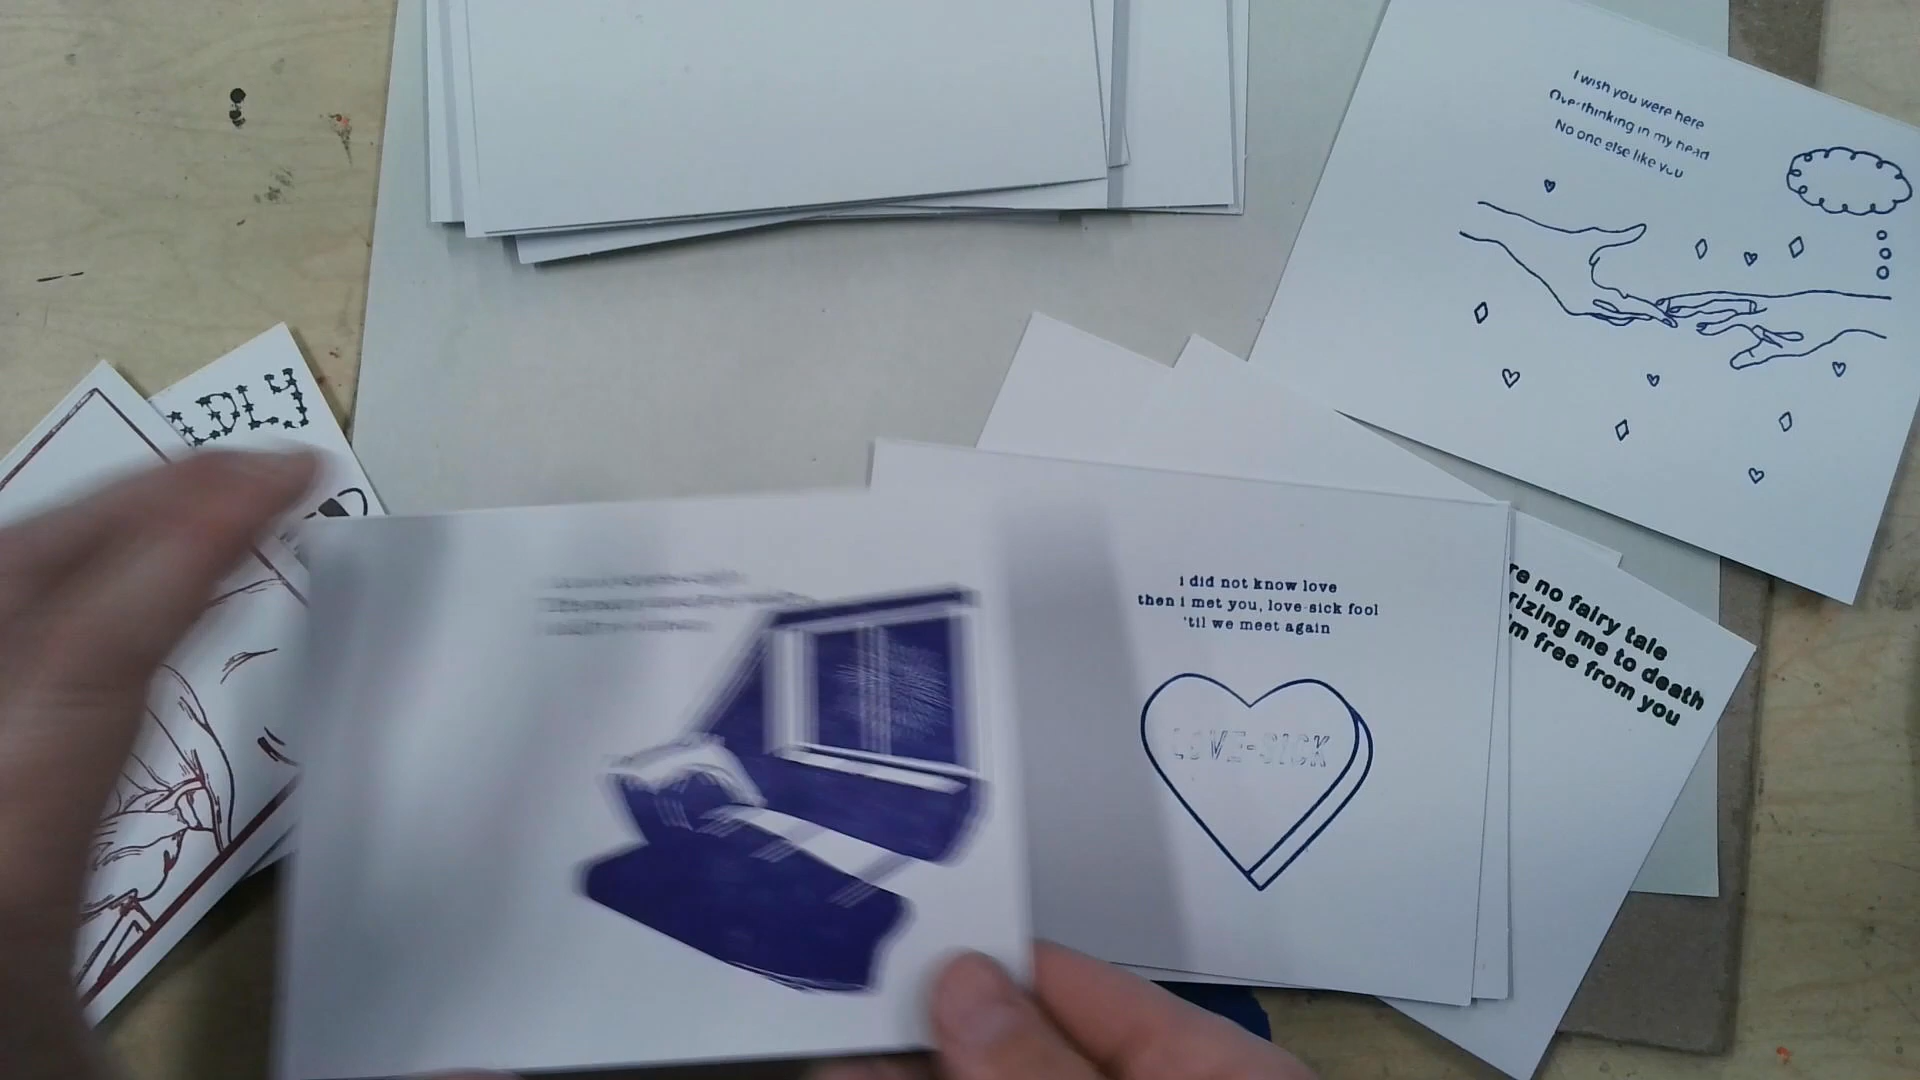 I wish you were here
Overthinking in my head
No one else like you
LDLY
i did not know love
then i met you, love-sick fool
'til we meet again
LOVE-SICK
re no fairy tale
rizing me to death
'm free from you